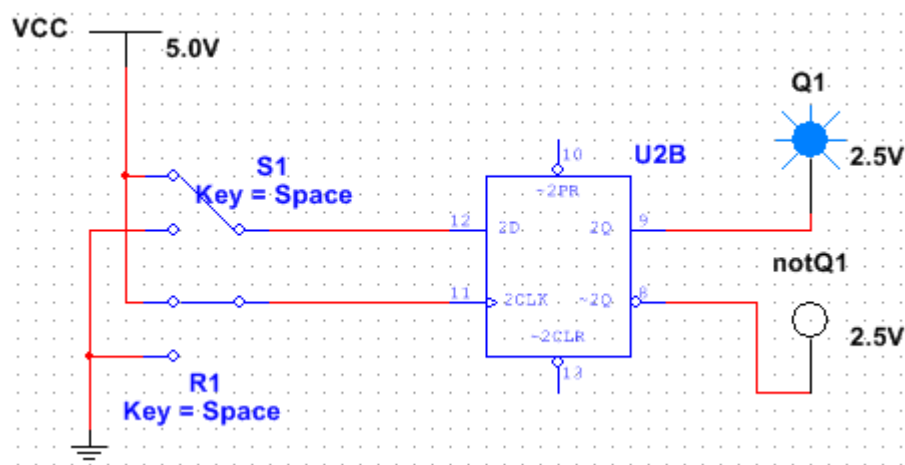 VCC
5.0V
Q1
2.5V
S1
Key = Space
10
U2B
~2PR
12
2D
2Q
9
notQ1
11
2CLK
~2Q
8
2.5V
~2CLR
13
R1
Key = Space